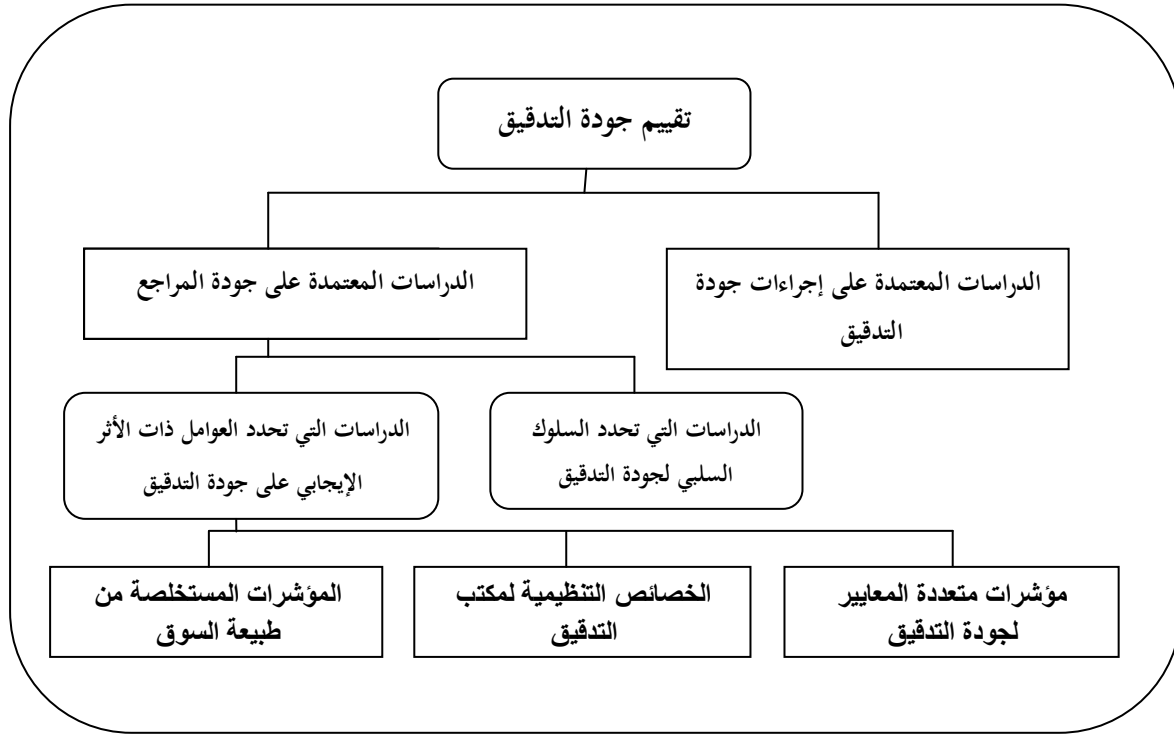 تقييم جودة التدقيق
الدراسات المعتمدة على إجراءات جودة
التدقيق
الدراسات المعتمدة على جودة المراجع
الدراسات التي تحدد السلوك
السلبي لجودة التدقيق
الدراسات التي تحدد العوامل ذات الأثر
الإيجابي على جودة التدقيق
مؤشرات متعددة المعايير
لجودة التدقيق
الخصائص التنظيمية لمكتب
التدقيق
المؤشرات المستخلصة من
طبيعة السوق